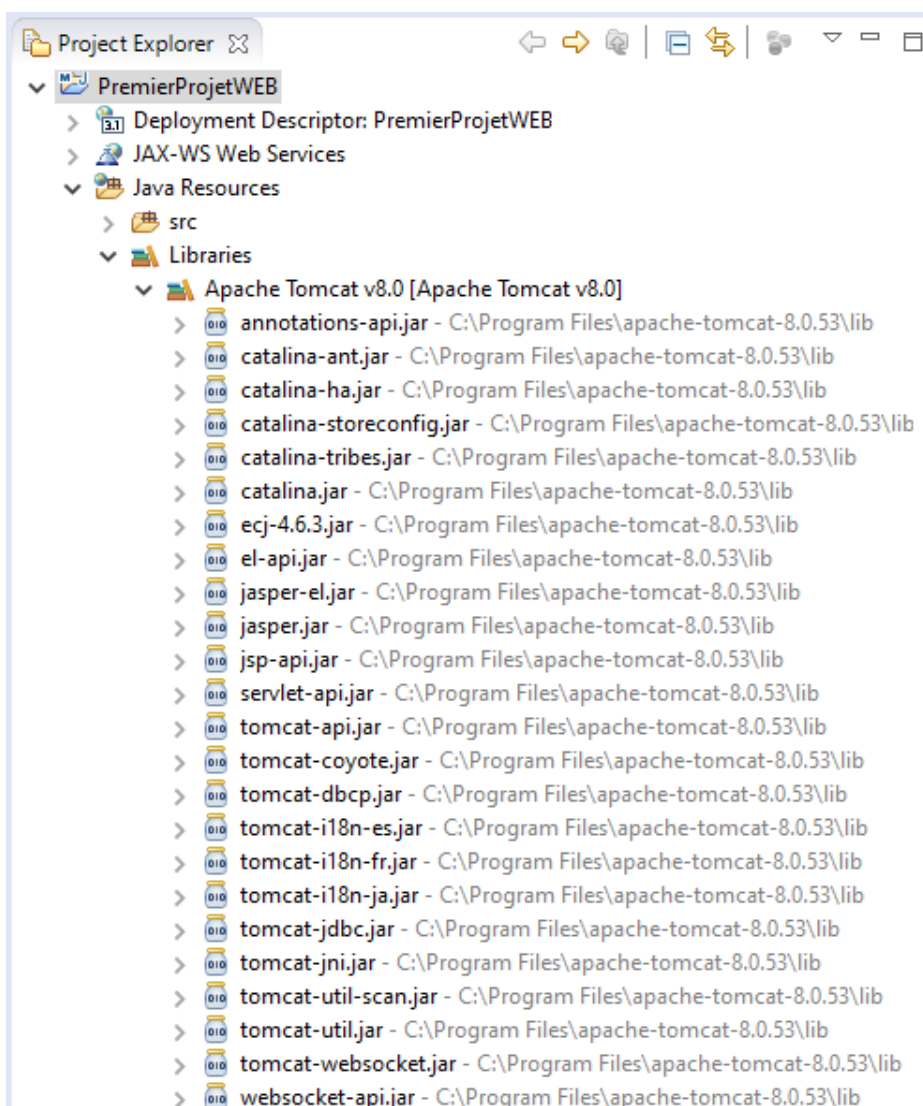 Project Explorer
PremierProjetWEB
3.1 Deployment Descriptor: PremierProjetWEB
JAX-WS Web Services
Java Resources
src
Libraries
Apache Tomcat v8.0 [Apache Tomcat v8.0]
annotations-api.jar - C:\Program Files\apache-tomcat-8.0.53\lib
catalina-ant.jar - C:\Program Files\apache-tomcat-8.0.53\lib
catalina-ha.jar - C:\Program Files\apache-tomcat-8.0.53\lib
catalina-storeconfig.jar - C:\Program Files\apache-tomcat-8.0.53\lib
catalina-tribes.jar - C:\Program Files\apache-tomcat-8.0.53\lib
catalina.jar - C:\Program Files\apache-tomcat-8.0.53\lib
ecj-4.6.3.jar - C:\Program Files\apache-tomcat-8.0.53\lib
el-api.jar - C:\Program Files\apache-tomcat-8.0.53\lib
jasper-el.jar - C:\Program Files\apache-tomcat-8.0.53\lib
jasper.jar - C:\Program Files\apache-tomcat-8.0.53\lib
jsp-api.jar - C:\Program Files\apache-tomcat-8.0.53\lib
servlet-api.jar - C:\Program Files\apache-tomcat-8.0.53\lib
tomcat-api.jar - C:\Program Files\apache-tomcat-8.0.53\lib
tomcat-coyote.jar - C:\Program Files\apache-tomcat-8.0.53\lib
tomcat-dbcp.jar - C:\Program Files\apache-tomcat-8.0.53\lib
tomcat-i18n-es.jar - C:\Program Files\apache-tomcat-8.0.53\lib
tomcat-i18n-fr.jar - C:\Program Files\apache-tomcat-8.0.53\lib
tomcat-i18n-ja.jar - C:\Program Files\apache-tomcat-8.0.53\lib
tomcat-jdbc.jar - C:\Program Files\apache-tomcat-8.0.53\lib
tomcat-jni.jar - C:\Program Files\apache-tomcat-8.0.53\lib
tomcat-util-scan.jar - C:\Program Files\apache-tomcat-8.0.53\lib
tomcat-util.jar - C:\Program Files\apache-tomcat-8.0.53\lib
tomcat-websocket.jar - C:\Program Files\apache-tomcat-8.0.53\lib
websocket-api.jar - C:\Program Files\apache-tomcat-8.0.53\lib